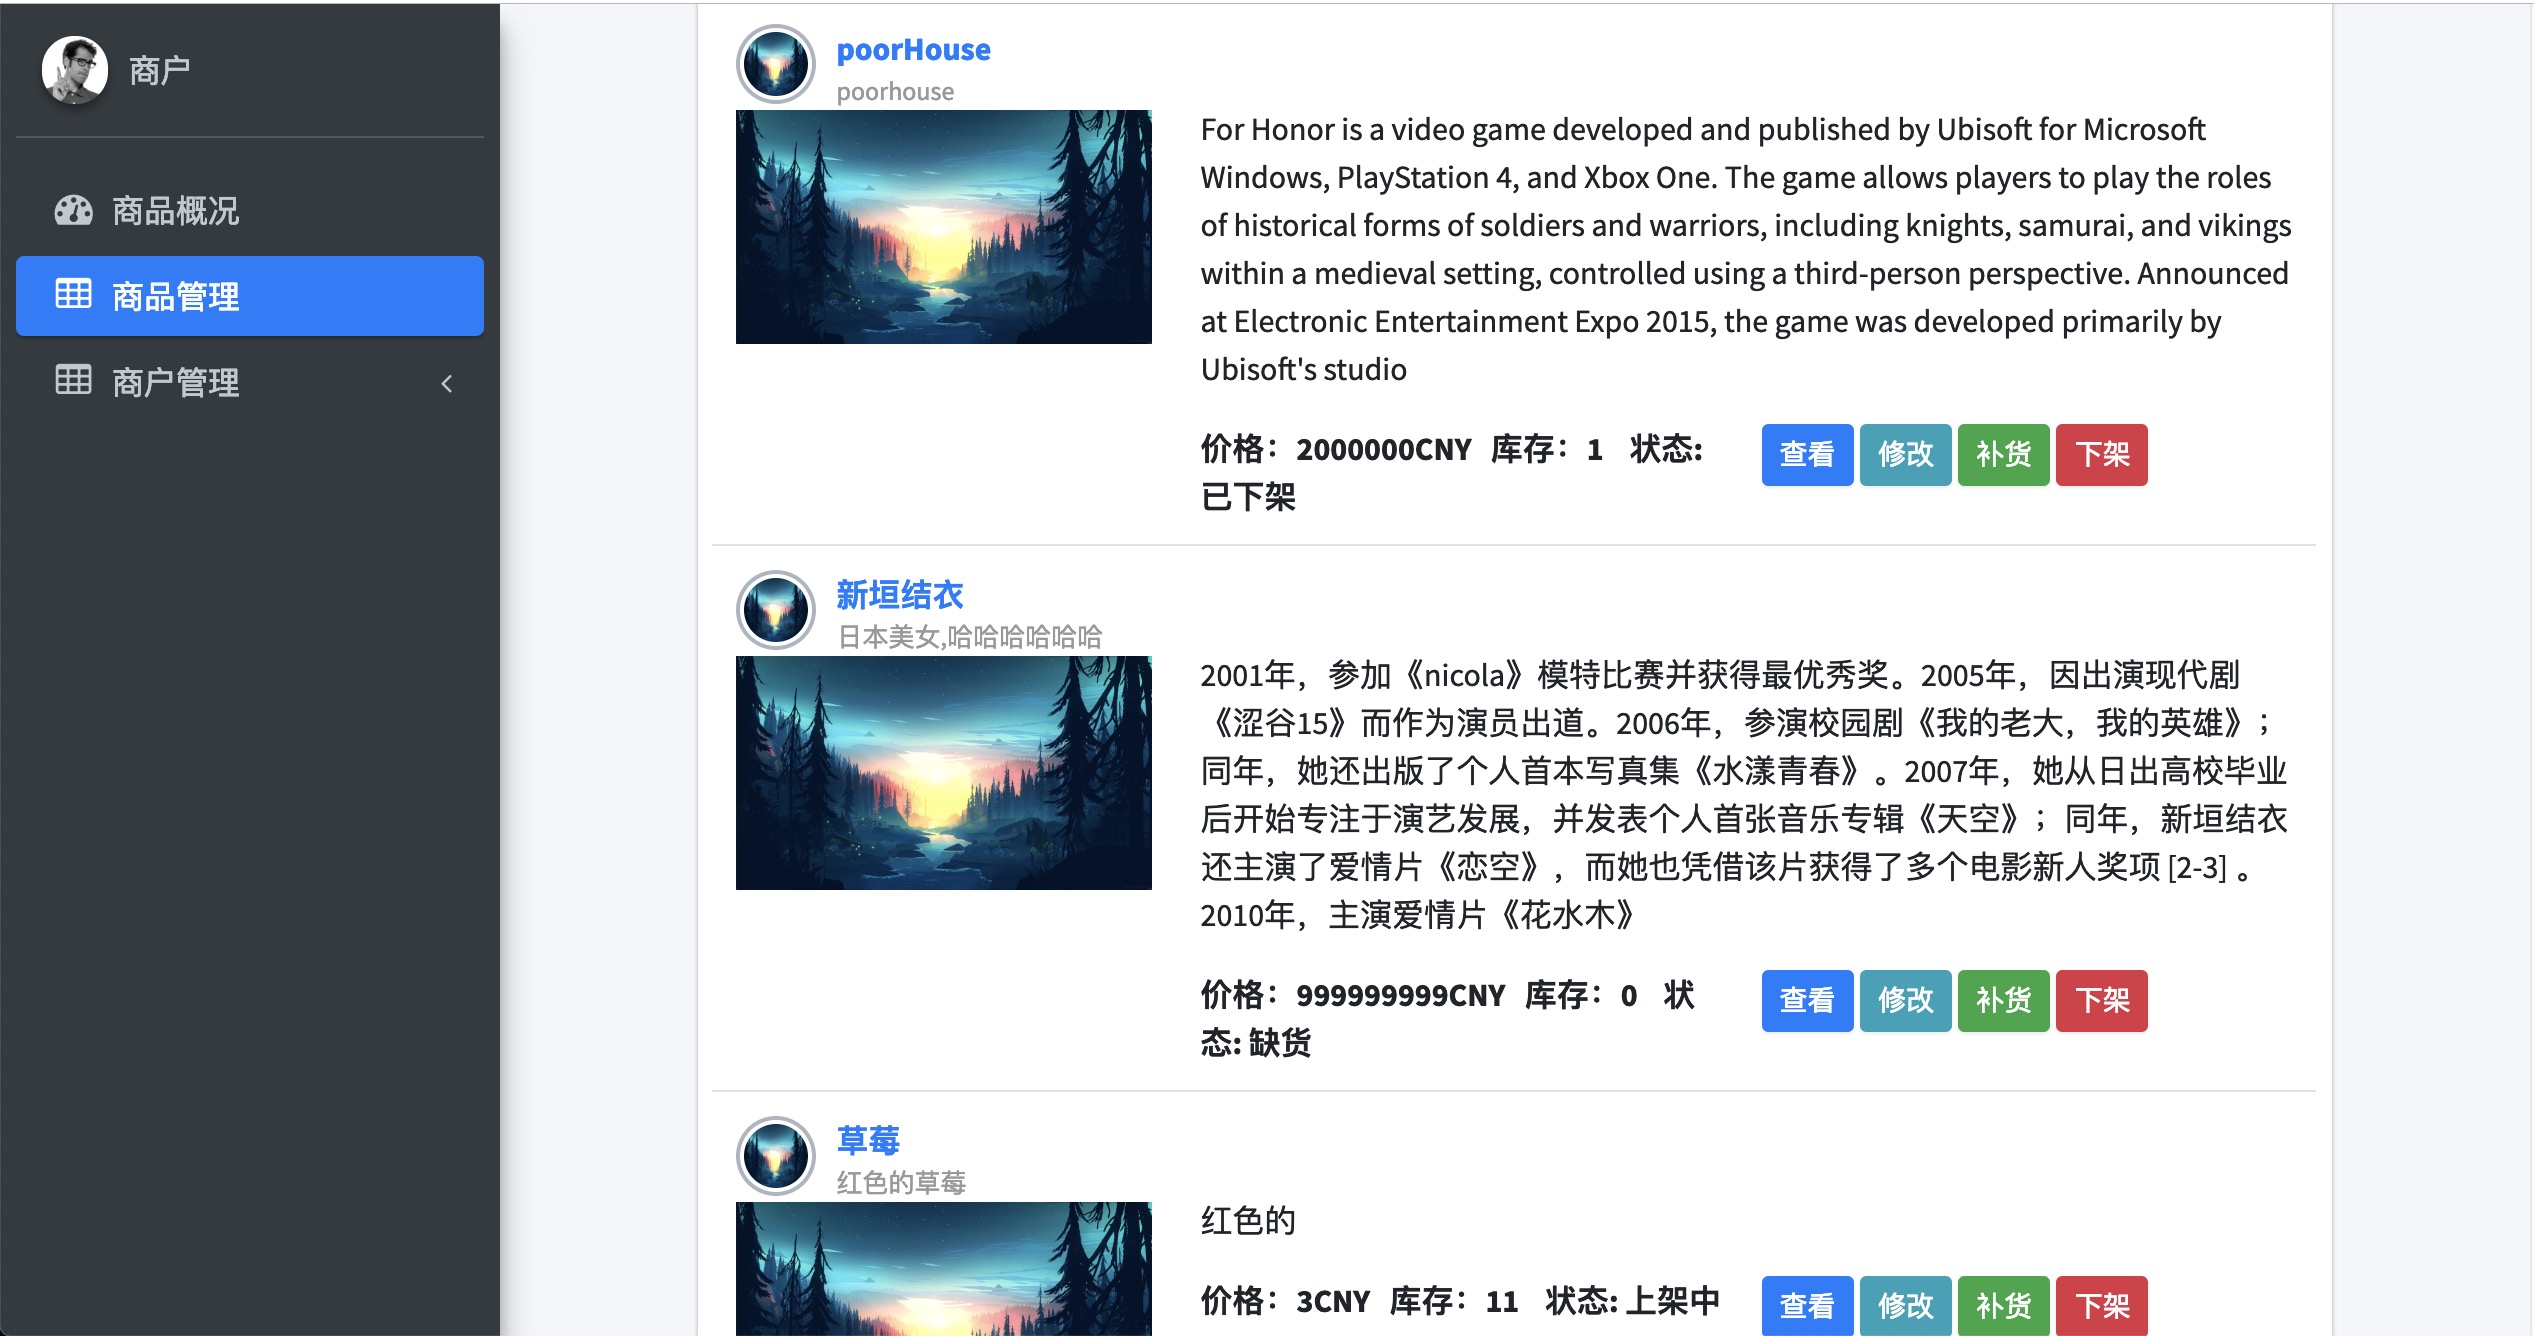 商户
商品概况
商品管理
商户管理
poorHouse
poorhouse
For Honor is a video game developed and published by Ubisoft for Microsoft
Windows, PlayStation 4, and Xbox One. The game allows players to play the roles
of historical forms of soldiers and warriors, including knights, samurai, and vikings
within a medieval setting, controlled using a third-person perspective. Announced
at Electronic Entertainment Expo 2015, the game was developed primarily by
Ubisoft's studio
价格：2000000CNY 库存：1 状态:
已下架
查看 修改 补货 下架
新垣结衣
日本美女,哈哈哈哈哈哈
2001年，参加《nicola》模特比赛并获得最优秀奖。2005年，因出演现代剧
《涩谷15》而作为演员出道。2006年，参演校园剧《我的老大，我的英雄》；
同年，她还出版了个人首本写真集《水漾青春》。2007年，她从日出高校毕业
后开始专注于演艺发展，并发表个人首张音乐专辑《天空》；同年，新垣结衣
还主演了爱情片《恋空》，而她也凭借该片获得了多个电影新人奖项 [2-3] 。
2010年，主演爱情片《花水木》
价格：999999999CNY 库存：0 状
态: 缺货
查看 修改 补货 下架
草莓
红色的草莓
红色的
价格：3CNY 库存：11 状态: 上架中
查看 修改 补货 下架